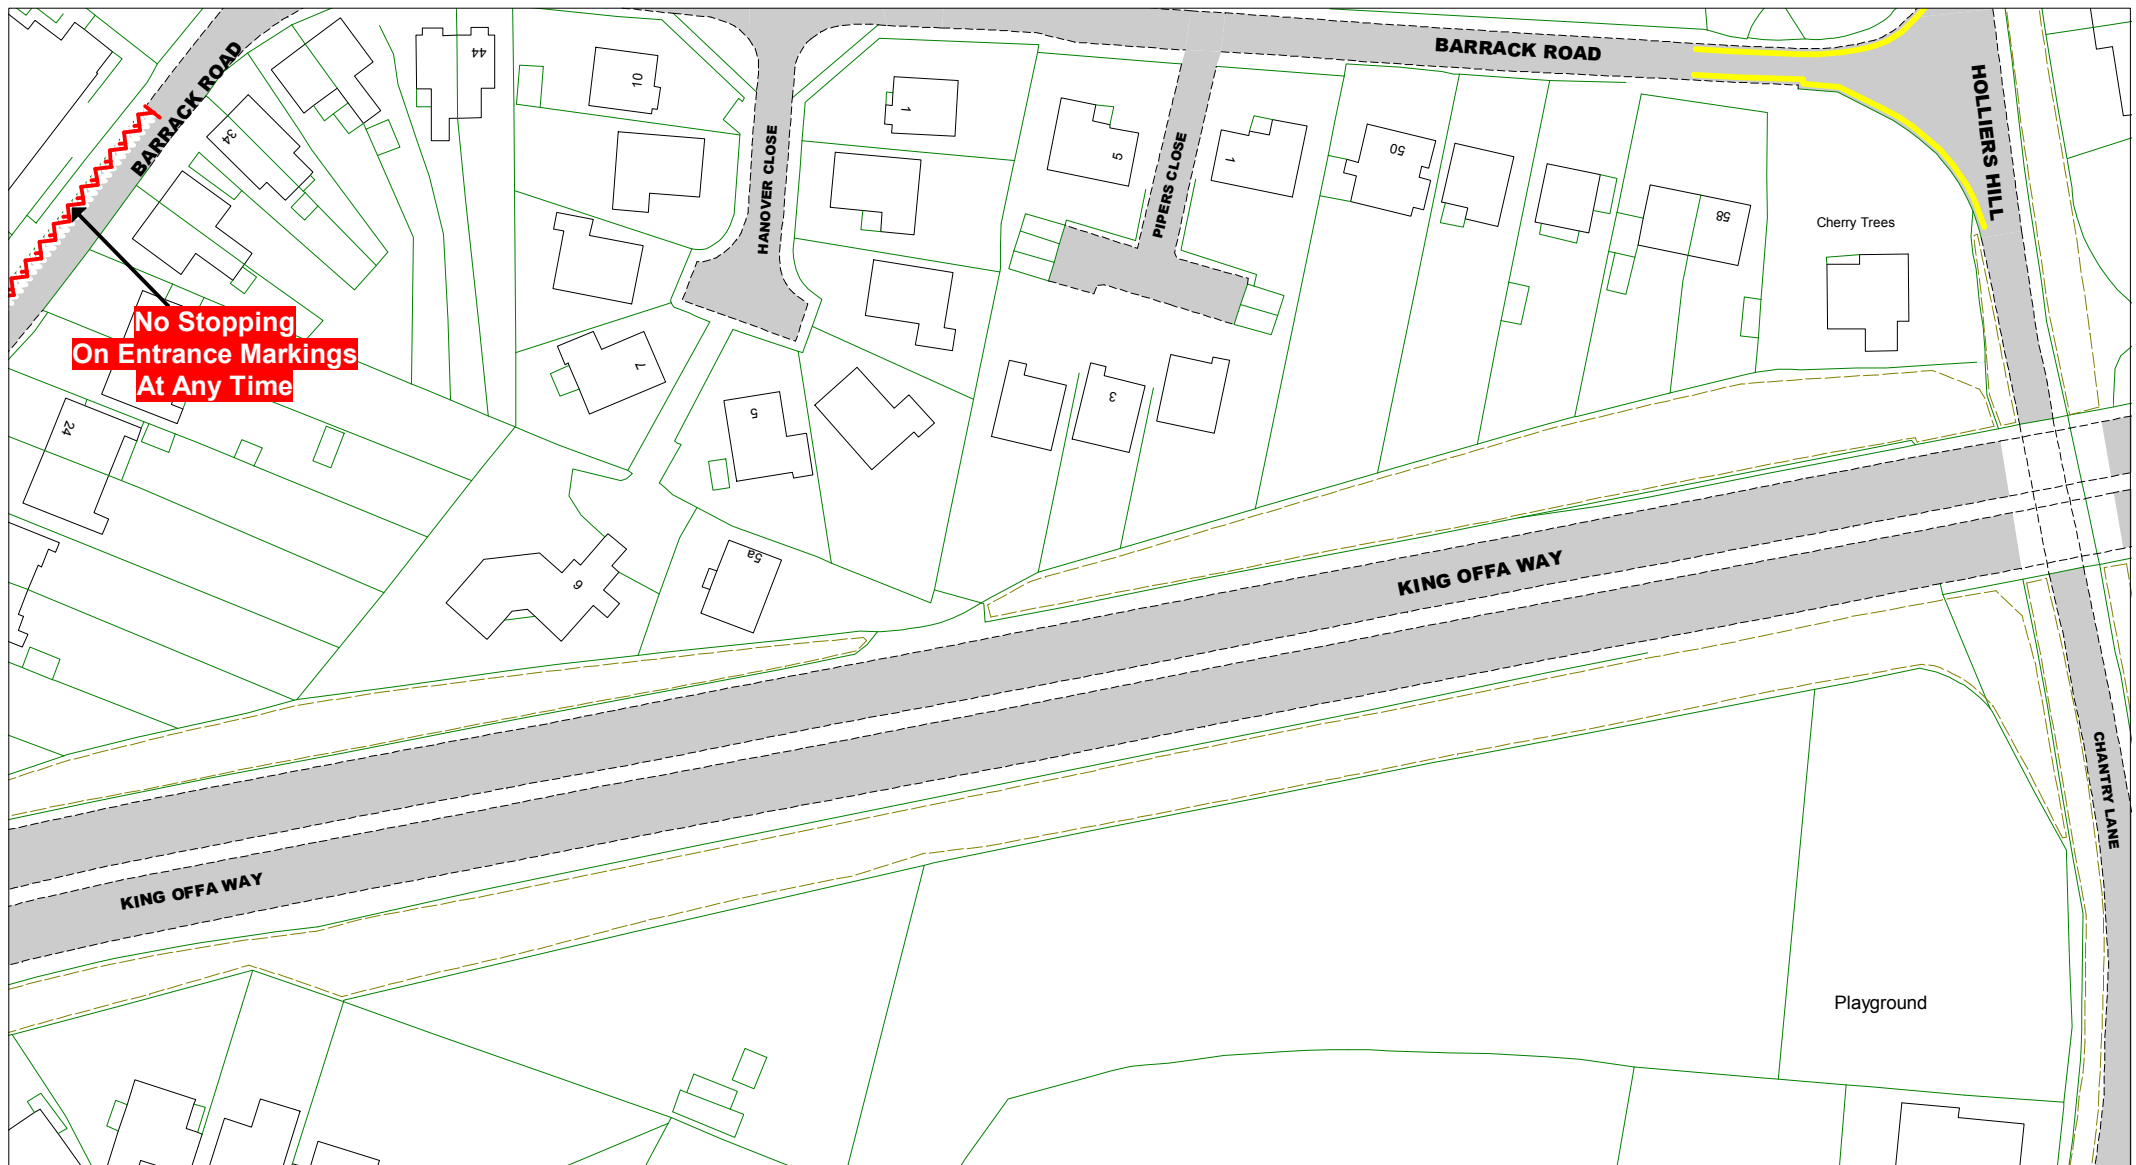 BARRACK ROAD
BARRACK ROAD
HOLLIERS HILL
HANOVER CLOSE
PIPERS CLOSE
44
10
34
1
5
1
50
58
Cherry Trees
No Stopping
On Entrance Markings
At Any Time
7
5
3
24
6
5a
KING OFFA WAY
KING OFFA WAY
CHANTRY LANE
Playground